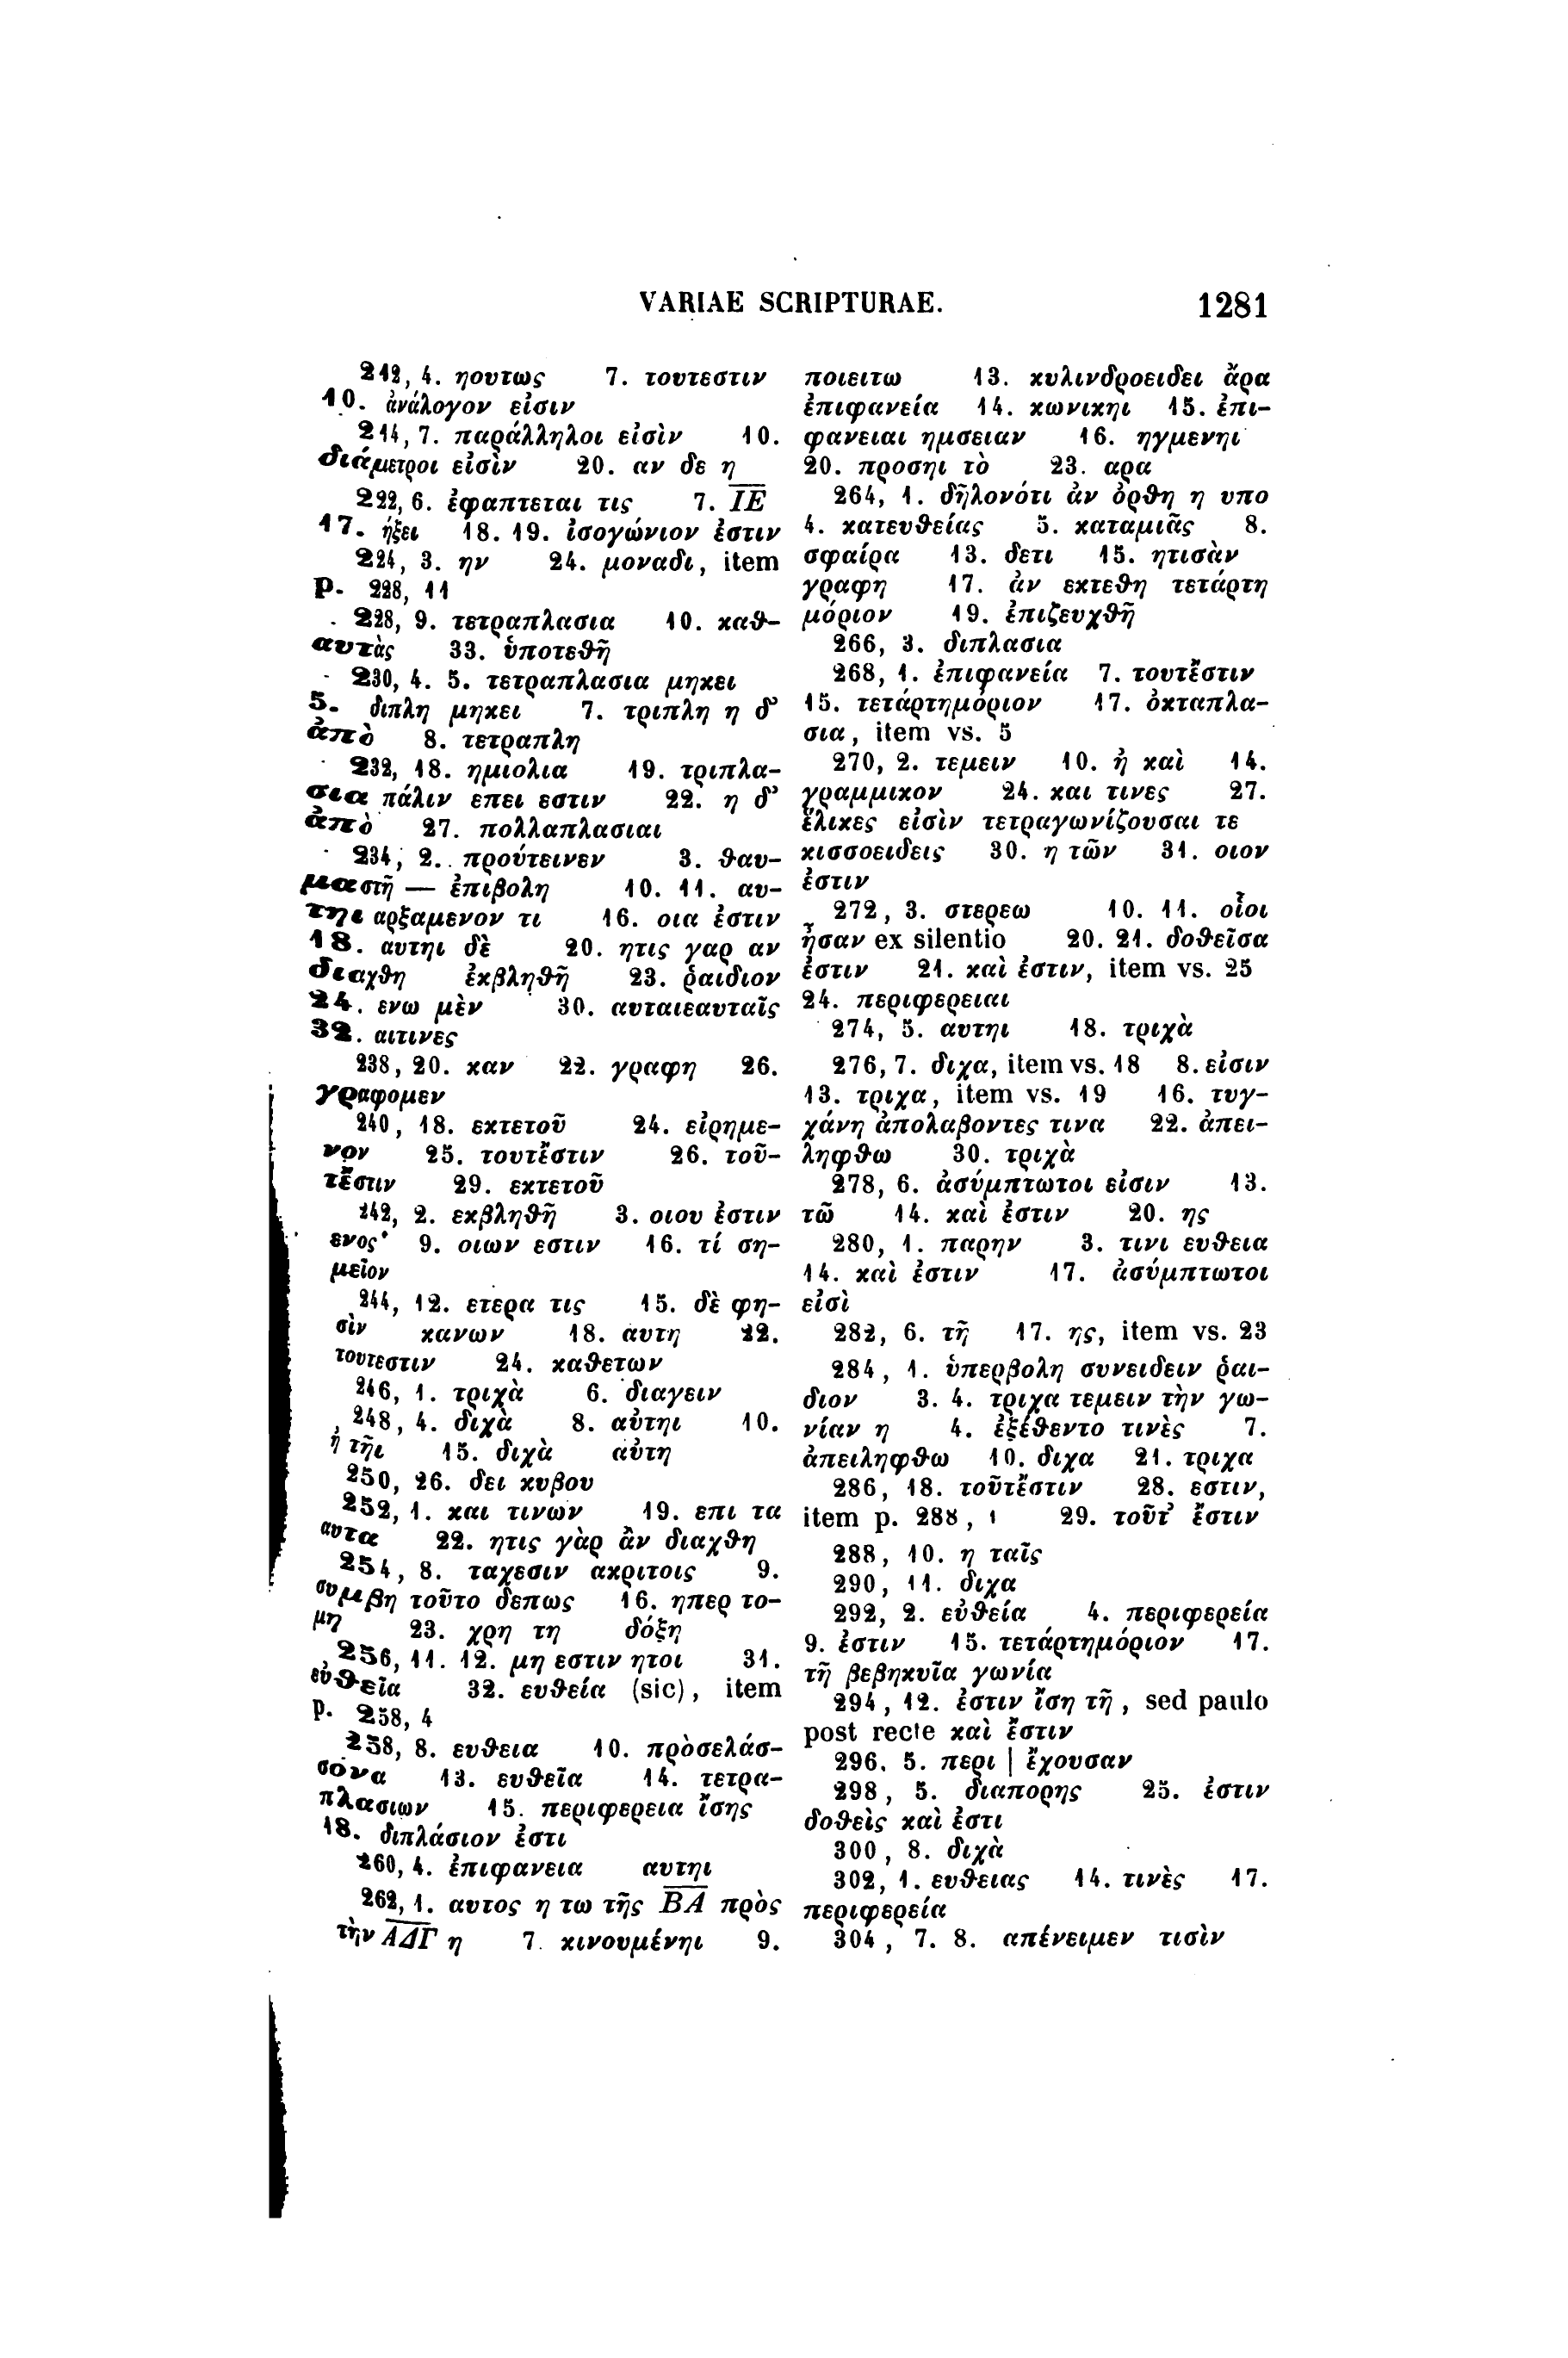 VARIAE SCRIPTURAE. 1281
212, 4. ηουτως 7. τουτεστιν
10. ἀνάλογον εἰσιν
214, 7. παράλληλοι εἰσὶν 10.
διάμετροι εἰσὶν 20. αν δε η
222, 6. ἐφαπτεται τις 7. ΙΕ
17. ἡξει 18. 19. ἰσογώνιον ἐστιν
224, 3. ην 24. μοναδι, item
p. 228, 11
228, 9. τετραπλασια 10. καθ-
αυτὰς 33. ὑποτεθῆ
230, 4. 5. τετραπλασια μηκει
5. διπλη μηκει 7. τριπλη η δ'
ἀπὸ 8. τετραπλη
232, 18. ημιολια 19. τριπλα-
σια πάλιν επει εστιν 22. η δ'
ἀπὸ 27. πολλαπλασιαι
234, 2. προύτεινεν 3. θαυ-
μαστῆ — ἐπιβολη 10. 11. αυ-
τηι αρξαμενον τι 16. οια ἐστιν
18. αυτηι δὲ 20. ητις γαρ αν
διαχθη ἐκβληθῆ 23. ῥαιδιον
24. ενω μὲν 30. αυταιεαυταῖς
32. αιτινες
238, 20. καν 22. γραφη 26.
γραφομεν
240, 18. εκτετοῦ 24. εἰρημε-
νον 25. τουτἔστιν 26. τοῦ-
τἔστιν 29. εκτετοῦ
242, 2. εκβληθῆ 3. οιου ἐστιν
ενος' 9. οιων εστιν 16. τί ση-
μεῖον
244, 12. ετερα τις 15. δὲ φη-
σὶν κανων 18. αυτη 22.
τουτεστιν 24. καθετων
246, 1. τριχὰ 6. διαγειν
248, 4. διχὰ 8. αὐτηι 10.
ἡ τῆι 15. διχὰ αὐτη
250, 26. δει κυβου
252, 1. και τινων 19. επι τα
αυτα 22. ητις γὰρ ἂν διαχθη
254, 8. ταχεσιν ακριτοις 9.
συμβη τοῦτο δεπως 16. ηπερ το-
μη 23. χρη τη δόξη
256, 11. 12. μη εστιν ητοι 31.
εὐθεῖα 32. ευθεία (sic), item
p. 258, 4
258, 8. ευθεια 10. πρὸσελάσ-
σόνα 13. ευθεῖα 14. τετρα-
πλασιων 15. περιφερεια ἴσης
18. διπλάσιον ἐστι
260, 4. ἐπιφανεια αυτηι
262, 1. αυτος η τω τῆς ΒΑ πρὸς
τὴν ΑΔΓ η 7. κινουμένηι 9.
ποιειτω 13. κυλινδροειδει ἄρα
ἐπιφανεία 14. κωνικηι 15. ἐπι-
φανειαι ημσειαν 16. ηγμενηι
20. προσηι τὸ 23. αρα
264, 1. δῆλονότι ἀν ὀρθη η υπο
4. κατευθείας 5. καταμιᾶς 8.
σφαίρα 13. δετι 15. ητισὰν
γραφη 17. ἀν εκτεθη τετάρτη
μόριον 19. ἐπιζευχθῆ
266, 3. διπλασια
268, 1. ἐπιφανεία 7. τουτἔστιν
15. τετάρτημόριον 17. ὀκταπλα-
σια, item vs. 5
270, 2. τεμειν 10. ἠ καὶ 14.
γραμμικον 24. και τινες 27.
ἕλικες εἰσὶν τετραγωνίζουσαι τε
κισσοειδεις 30. η τῶν 31. οιον
ἐστιν
272, 3. στερεω 10. 11. οἷοι
ἦσαν ex silentio 20. 21. δοθεῖσα
ἐστιν 21. καὶ ἐστιν, item vs. 25
24. περιφερειαι
274, 5. αυτηι 18. τριχὰ
276, 7. διχα, item vs. 18 8. εἰσιν
13. τριχα, item vs. 19 16. τυγ-
χάνη ἀπολαβοντες τινα 22. ἀπει-
ληφθω 30. τριχὰ
278, 6. ἀσύμπτωτοι εἰσιν 13.
τῶ 14. καὶ ἐστιν 20. ης
280, 1. παρην 3. τινι ευθεια
14. καὶ ἐστιν 17. ἀσύμπτωτοι
εἰσὶ
282, 6. τῆ 17. ης, item vs. 23
284, 1. ὑπερβολη συνειδειν ῥαι-
διον 3. 4. τριχα τεμειν τὴν γω-
νίαν η 4. ἐξέθεντο τινὲς 7.
ἀπειληφθω 10. διχα 21. τριχα
286, 18. τοῦτἔστιν 28. εστιν,
item p. 288, 1 29. τοῦτ' ἔστιν
288, 10. η ταῖς
290, 11. διχα
292, 2. εὐθεία 4. περιφερεία
9. ἐστιν 15. τετάρτημόριον 17.
τῆ βεβηκυῖα γωνία
294, 12. ἐστιν ἴση τῆ, sed paulo
post recte καὶ ἔστιν
296. 5. περι | ἔχουσαν
298, 5. διαπορης 25. ἐστιν
δοθεὶς καὶ ἐστι
300, 8. διχὰ
302, 1. ευθειας 14. τινὲς 17.
περιφερεία
304, 7. 8. απένειμεν τισὶν